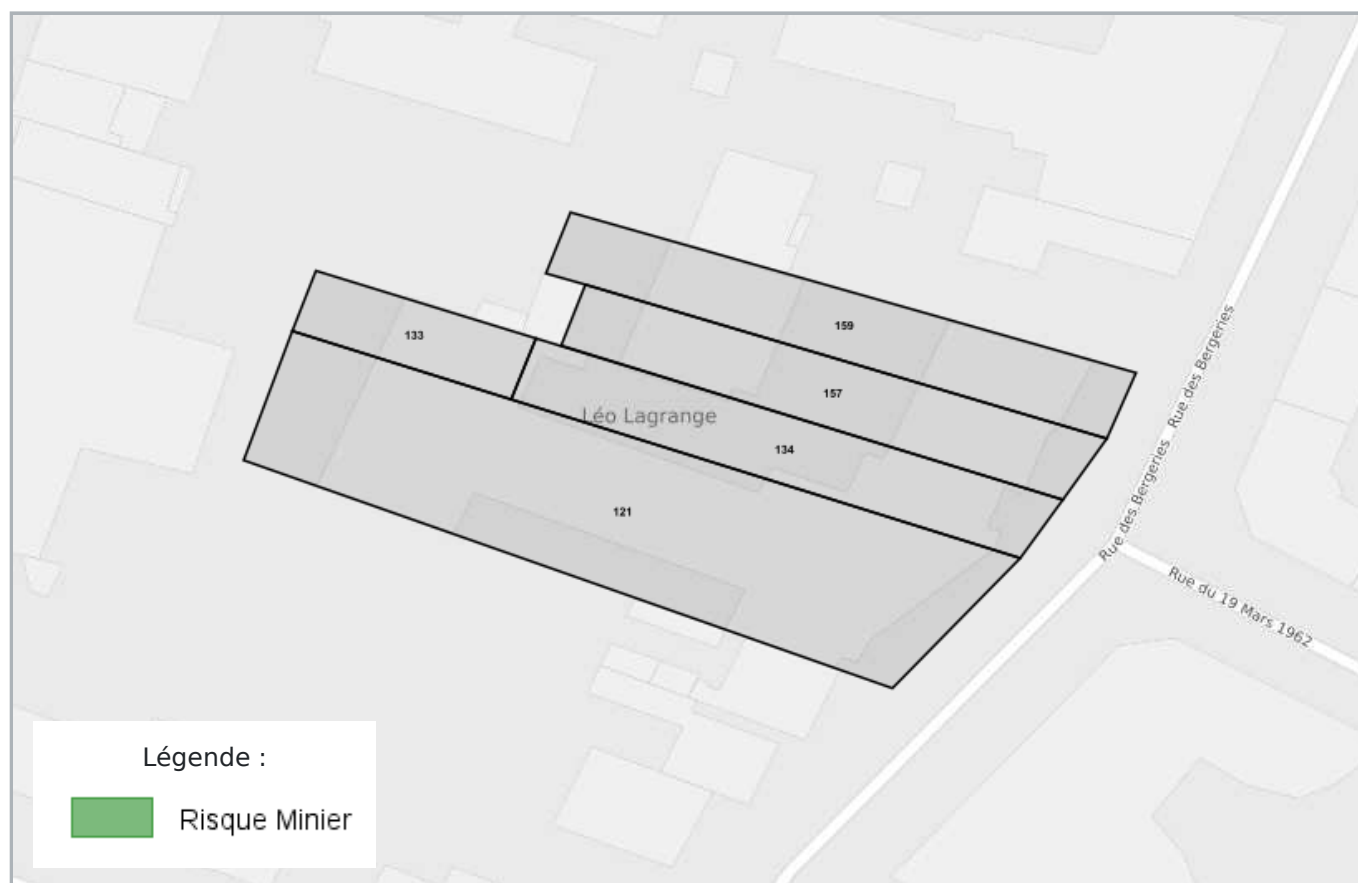 159
133
157
Léo Lagrange
134
121
Rue des Bergeries
Rue des Bergeries
Rue du 19 Mars 1962
Légende :
Risque Minier